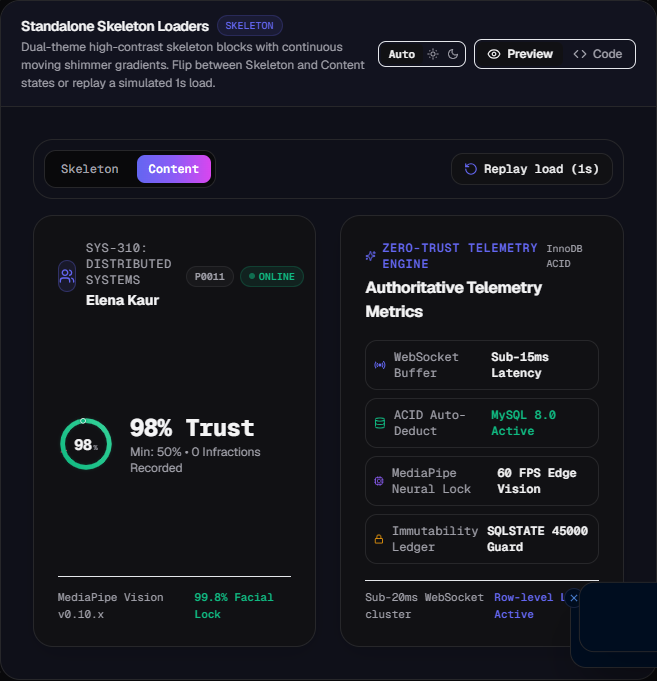 Standalone Skeleton Loaders SKELETON
Dual-theme high-contrast skeleton blocks with continuous
moving shimmer gradients. Flip between Skeleton and Content
states or replay a simulated 1s load.
Auto
Preview
Code
Skeleton
Content
Replay load (1s)
SYS-310:
DISTRIBUTED
SYSTEMS
Elena Kaur
P0011
ONLINE
98%
98% Trust
Min: 50% • 0 Infractions
Recorded
MediaPipe Vision
v0.10.x
99.8% Facial
Lock
ZERO-TRUST TELEMETRY
ENGINE
InnoDB
ACID
Authoritative Telemetry
Metrics
WebSocket
Buffer
Sub-15ms
Latency
ACID Auto-
Deduct
MySQL 8.0
Active
MediaPipe
Neural Lock
60 FPS Edge
Vision
Immutability
Ledger
SQLSTATE 45000
Guard
Sub-20ms WebSocket
cluster
Row-level
Active